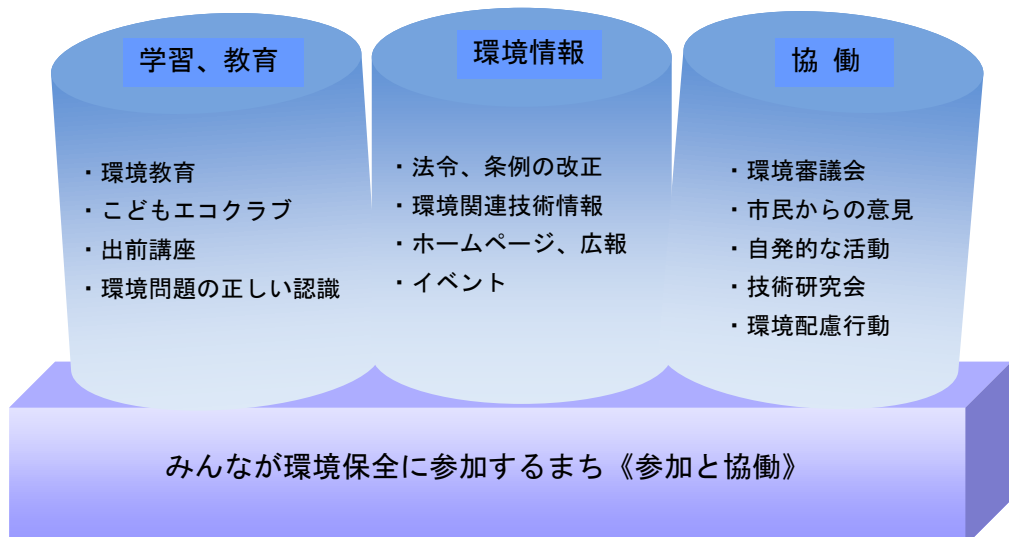 学習、教育
・環境教育
・こどもエコクラブ
・出前講座
・環境問題の正しい認識
環境情報
・法令、条例の改正
・環境関連技術情報
・ホームページ、広報
・イベント
協 働
・環境審議会
・市民からの意見
・自発的な活動
・技術研究会
・環境配慮行動
みんなが環境保全に参加するまち《参加と協働》